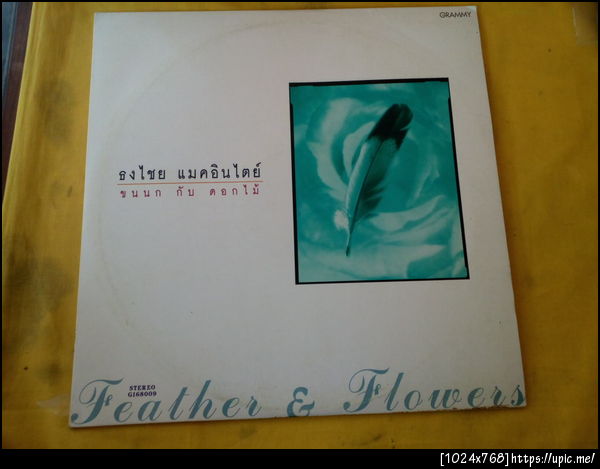 GRAMMY
ธงไชย แมคอินไตย์
ขนนก กับ ดอกไม้
STEREO
G168009
Feather & Flowers
[1024x768]https://upic.me/